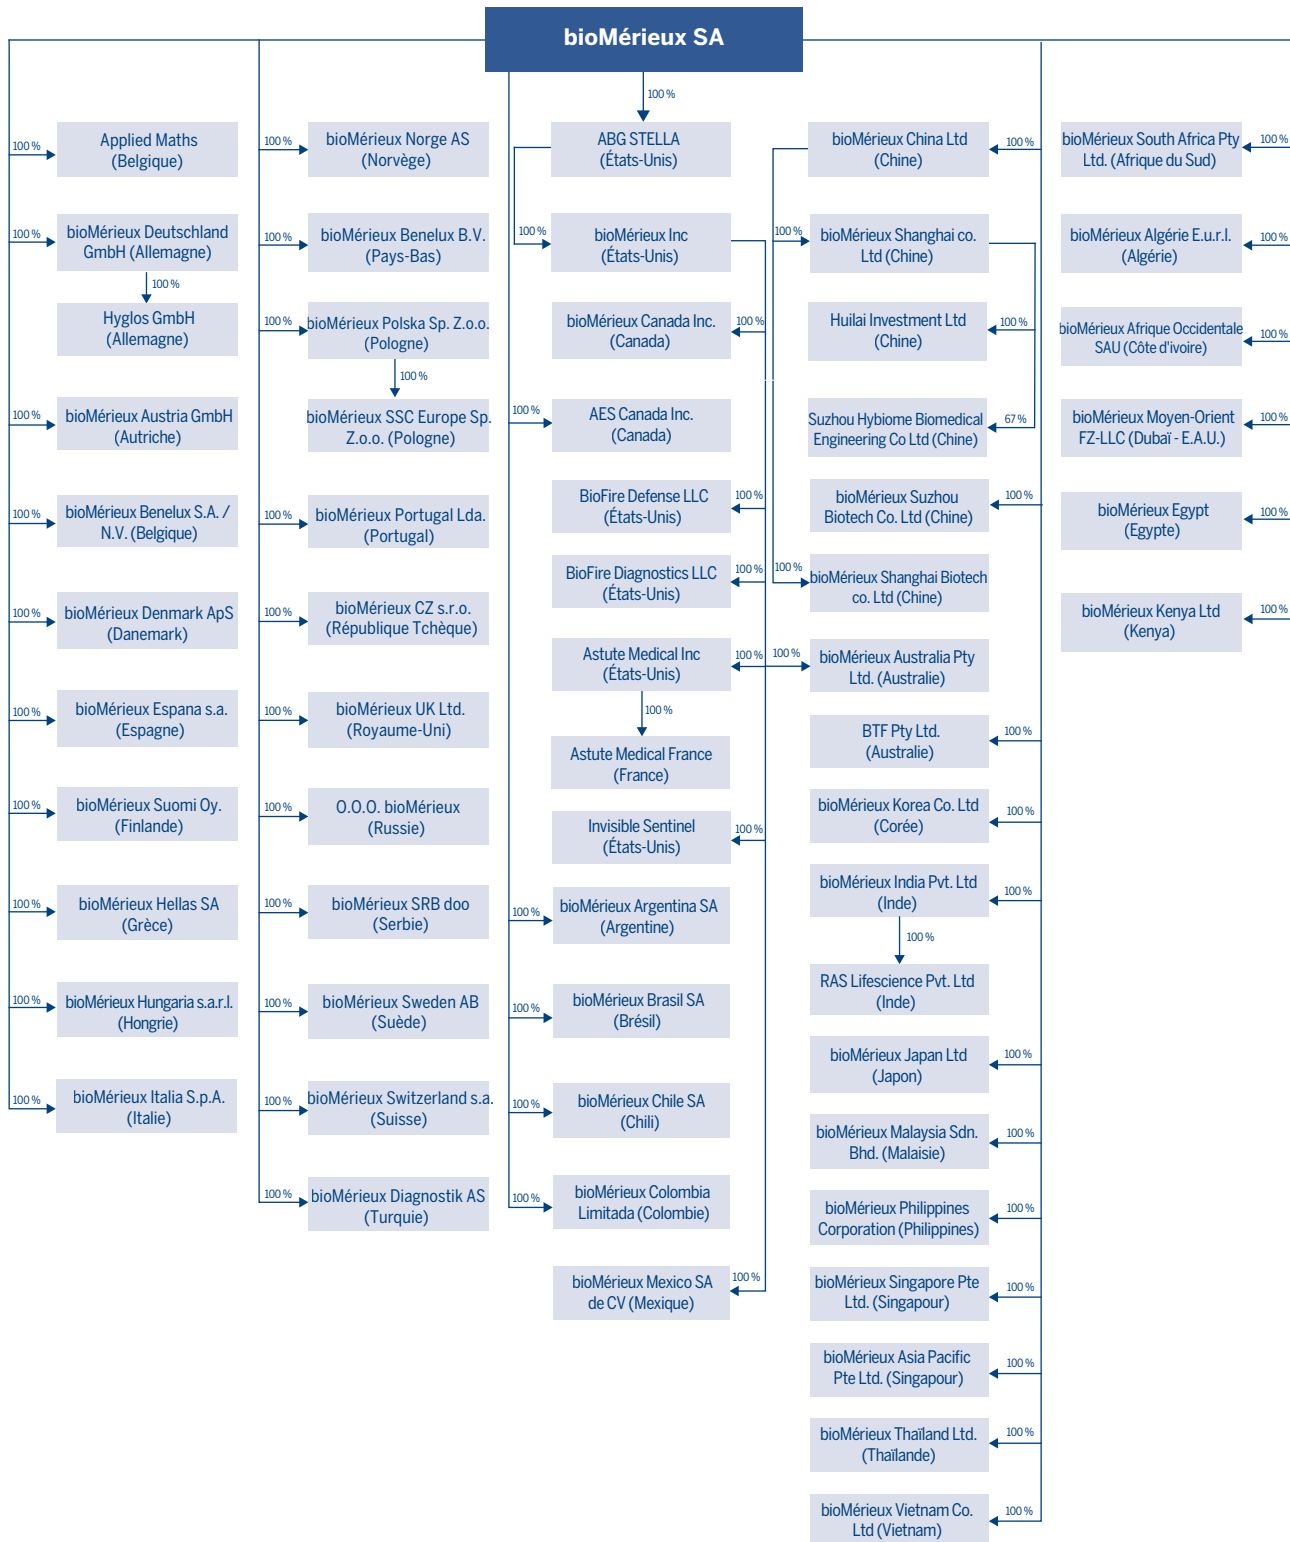 bioMérieux SA
100 %
100 %
Applied Maths
(Belgique)
100 %
bioMérieux Deutschland
GmbH (Allemagne)
100 %
Hyglos GmbH
(Allemagne)
100 %
bioMérieux Austria GmbH
(Autriche)
100 %
bioMérieux Benelux S.A. /
N.V. (Belgique)
100 %
bioMérieux Denmark ApS
(Danemark)
100 %
bioMérieux Espana s.a.
(Espagne)
100 %
bioMérieux Suomi Oy.
(Finlande)
100 %
bioMérieux Hellas SA
(Grèce)
100 %
bioMérieux Hungaria s.a.r.l.
(Hongrie)
100 %
bioMérieux Italia S.p.A.
(Italie)
100 %
bioMérieux Norge AS
(Norvège)
100 %
bioMérieux Benelux B.V.
(Pays-Bas)
100 %
bioMérieux Polska Sp. Z.o.o.
(Pologne)
100 %
bioMérieux SSC Europe Sp.
Z.o.o. (Pologne)
100 %
bioMérieux Portugal Lda.
(Portugal)
100 %
bioMérieux CZ s.r.o.
(République Tchèque)
100 %
bioMérieux UK Ltd.
(Royaume-Uni)
100 %
O.O.O. bioMérieux
(Russie)
100 %
bioMérieux SRB doo
(Serbie)
100 %
bioMérieux Sweden AB
(Suède)
100 %
bioMérieux Switzerland s.a.
(Suisse)
100 %
bioMérieux Diagnostik AS
(Turquie)
ABG STELLA
(États-Unis)
100 %
bioMérieux Inc
(États-Unis)
bioMérieux Canada Inc.
(Canada)
100 %
100 %
AES Canada Inc.
(Canada)
BioFire Defense LLC
(États-Unis)
100 %
BioFire Diagnostics LLC
(États-Unis)
100 %
Astute Medical Inc
(États-Unis)
100 %
100 %
Astute Medical France
(France)
Invisible Sentinel
(États-Unis)
100 %
100 %
bioMérieux Argentina SA
(Argentine)
100 %
bioMérieux Brasil SA
(Brésil)
100 %
bioMérieux Chile SA
(Chili)
100 %
bioMérieux Colombia
Limitada (Colombie)
bioMérieux Mexico SA
de CV (Mexique)
100 %
bioMérieux China Ltd
(Chine)
100 %
100 %
bioMérieux Shanghai co.
Ltd (Chine)
Huilai Investment Ltd
(Chine)
100 %
Suzhou Hybiome Biomedical
Engineering Co Ltd (Chine)
67 %
bioMérieux Suzhou
Biotech Co. Ltd (Chine)
100 %
100 %
bioMérieux Shanghai Biotech
co. Ltd (Chine)
100 %
bioMérieux Australia Pty
Ltd. (Australie)
BTF Pty Ltd.
(Australie)
100 %
bioMérieux Korea Co. Ltd
(Corée)
100 %
bioMérieux India Pvt. Ltd
(Inde)
100 %
100 %
RAS Lifescience Pvt. Ltd
(Inde)
bioMérieux Japan Ltd
(Japon)
100 %
bioMérieux Malaysia Sdn.
Bhd. (Malaisie)
100 %
bioMérieux Philippines
Corporation (Philippines)
100 %
bioMérieux Singapore Pte
Ltd. (Singapour)
100 %
bioMérieux Asia Pacific
Pte Ltd. (Singapour)
100 %
bioMérieux Thaïland Ltd.
(Thaïlande)
100 %
bioMérieux Vietnam Co.
Ltd (Vietnam)
100 %
bioMérieux South Africa Pty
Ltd. (Afrique du Sud)
100 %
bioMérieux Algérie E.u.r.l.
(Algérie)
100 %
bioMérieux Afrique Occidentale
SAU (Côte d'ivoire)
100 %
bioMérieux Moyen-Orient
FZ-LLC (Dubaï - E.A.U.)
100 %
bioMérieux Egypt
(Egypte)
100 %
bioMérieux Kenya Ltd
(Kenya)
100 %